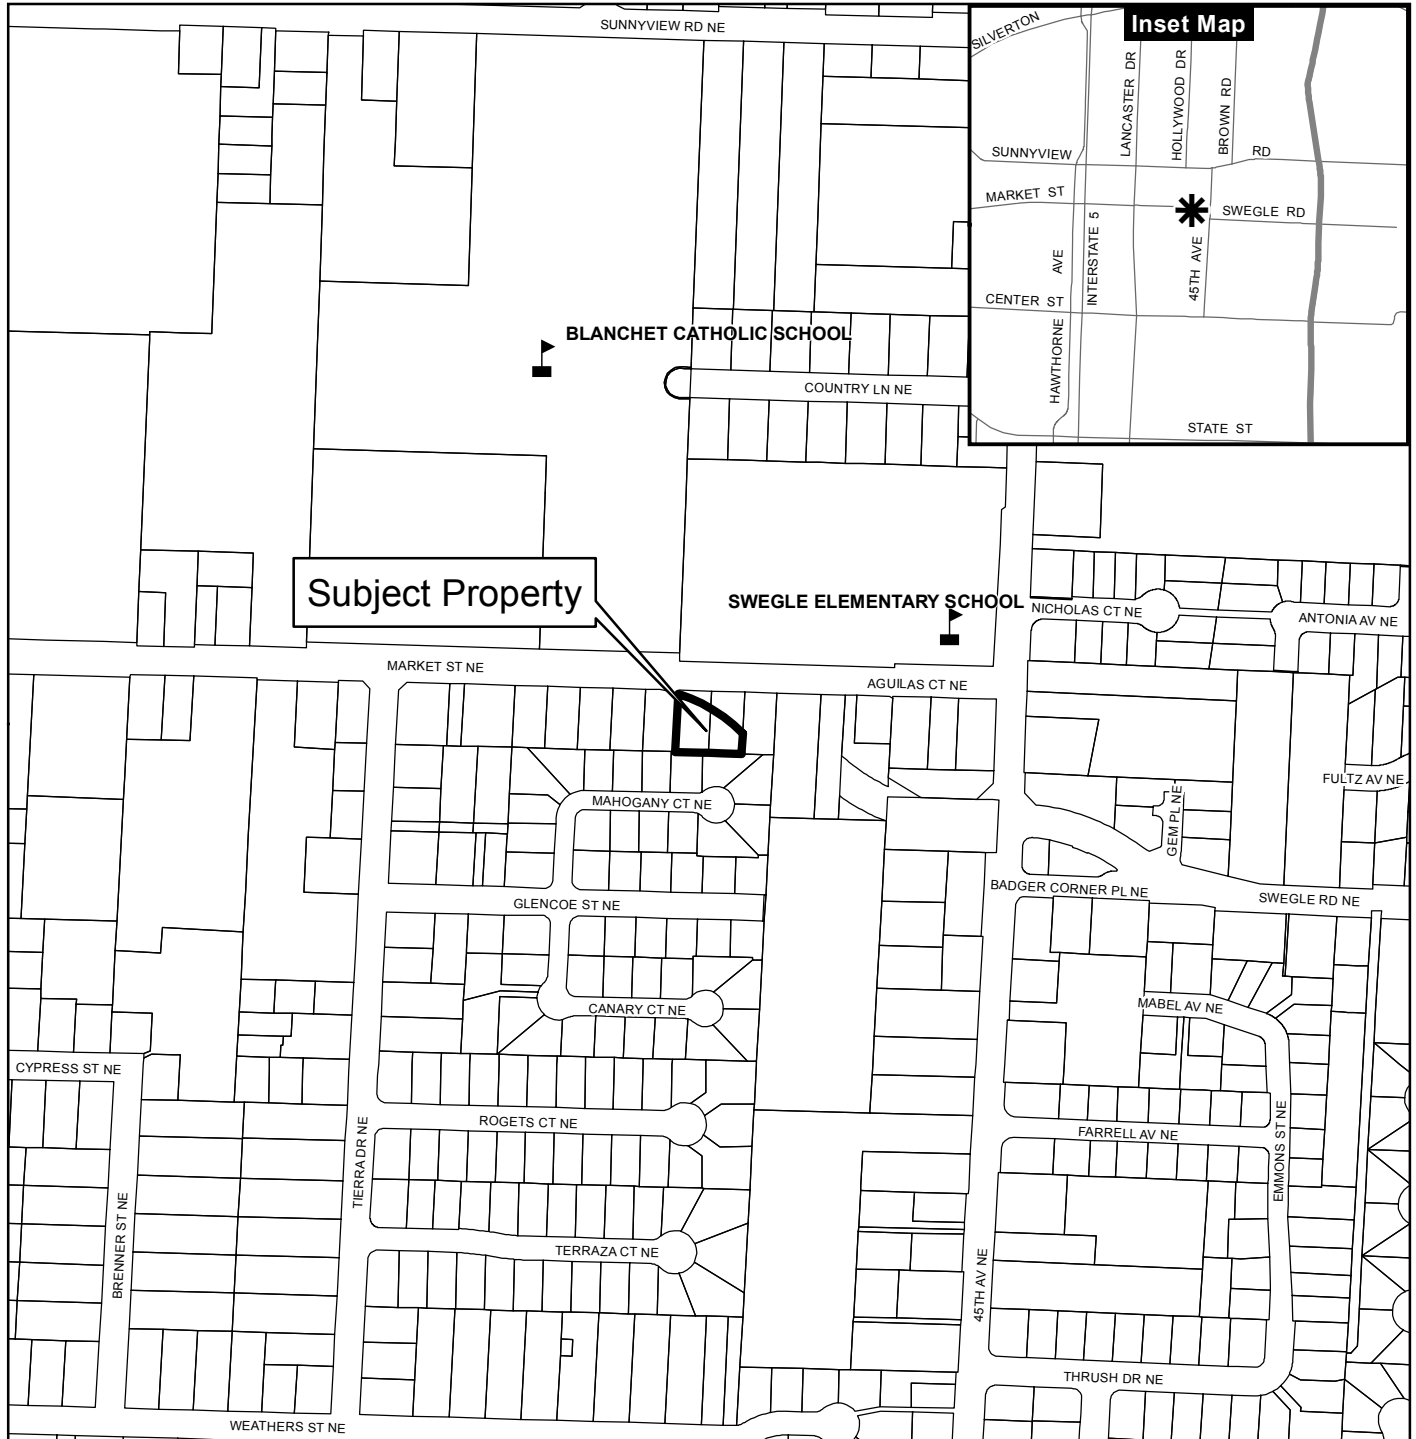 SUNNYVIEW RD NE
Inset Map
SILVERTON
LANCASTER DR
HOLLYWOOD DR
BROWN RD
SUNNYVIEW
RD
MARKET ST
SWEGLE RD
INTERSTATE 5
AVE
45TH AVE
CENTER ST
HAWTHORNE
STATE ST
BLANCHET CATHOLIC SCHOOL
COUNTRY LN NE
Subject Property
SWEGLE ELEMENTARY SCHOOL
NICHOLAS CT NE
ANTONIA AV NE
MARKET ST NE
AGUILAS CT NE
FULTZ AV NE
MAHOGANY CT NE
GEM PL NE
BADGER CORNER PL NE
SWEGLE RD NE
GLENCOE ST NE
CANARY CT NE
MABEL AV NE
CYPRESS ST NE
ROGETS CT NE
TIERRA DR NE
FARRELL AV NE
EMMONS ST NE
BRENNER ST NE
TERRAZA CT NE
45TH AV NE
THRUSH DR NE
WEATHERS ST NE